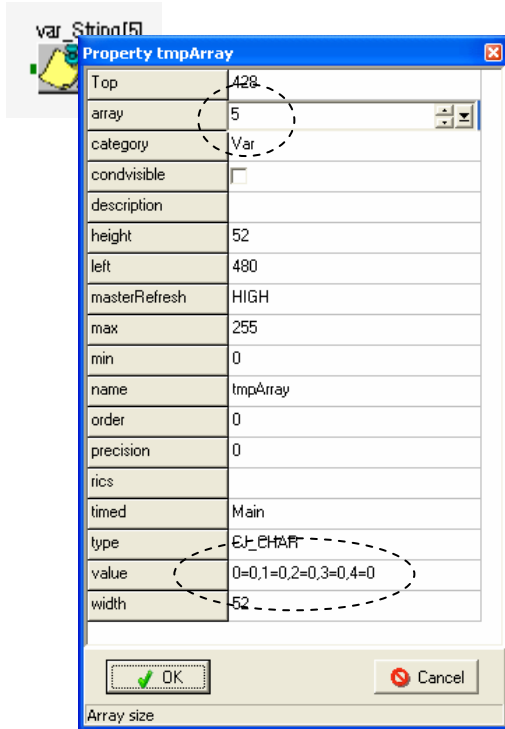 var_String[5]
Property tmpArray
Top 428
array 5
category Var
condvisible
description
height 52
left 480
masterRefresh HIGH
max 255
min 0
name tmpArray
order 0
precision 0
rics
timed Main
type CJ_CHAR
value 0=0,1=0,2=0,3=0,4=0
width 52
OK Cancel
Array size